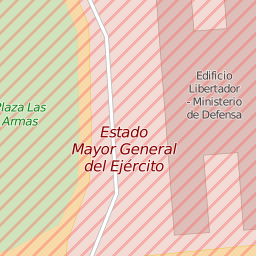 Edificio
Libertador
- Ministerio
de Defensa
Plaza Las
Armas
Estado
Mayor General
del Ejército